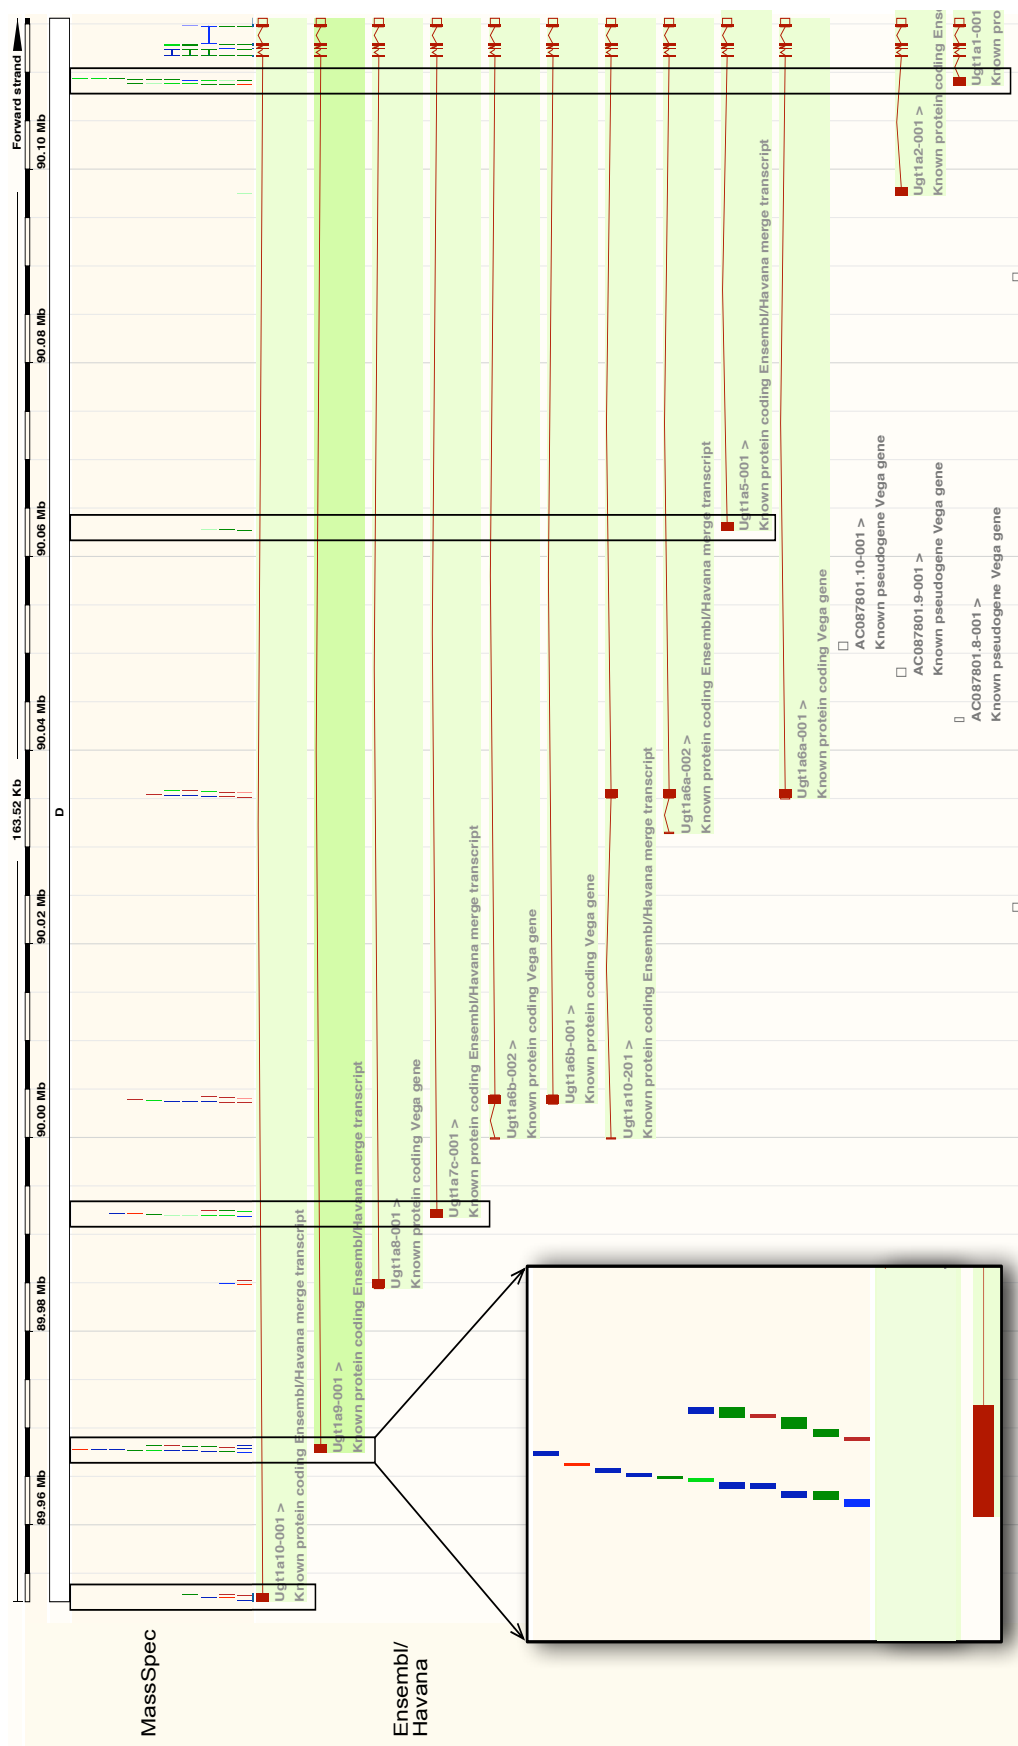 163.52 Kb
Forward strand
89.96 Mb
89.98 Mb
90.00 Mb
90.02 Mb
90.04 Mb
90.06 Mb
90.08 Mb
90.10 Mb
D
MassSpec
Ensembl/
Havana
Ugt1a10-001 >
Known protein coding Ensembl/Havana merge transcript
Ugt1a9-001 >
Known protein coding Ensembl/Havana merge transcript
Ugt1a8-001 >
Known protein coding Vega gene
Ugt1a7c-001 >
Known protein coding Ensembl/Havana merge transcript
Ugt1a6b-002 >
Known protein coding Vega gene
Ugt1a6b-001 >
Known protein coding Vega gene
Ugt1a10-201 >
Known protein coding Ensembl/Havana merge transcript
Ugt1a6a-002 >
Known protein coding Ensembl/Havana merge transcript
Ugt1a5-001 >
Known protein coding Ensembl/Havana merge transcript
Ugt1a6a-001 >
Known protein coding Vega gene
AC087801.10-001 >
Known pseudogene Vega gene
AC087801.9-001 >
Known pseudogene Vega gene
Ugt1a2-001 >
Known protein coding Ens
AC087801.8-001 >
Known pseudogene Vega gene
Ugt1a1-001
Known pro